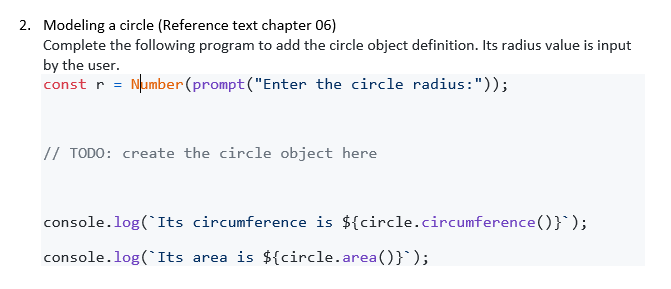 2. Modeling a circle (Reference text chapter 06)
Complete the following program to add the circle object definition. Its radius value is input
by the user.
const r = Number(prompt("Enter the circle radius:"));
// TODO: create the circle object here
console.log(`Its circumference is ${circle.circumference()}`);
console.log(`Its area is ${circle.area()}`);